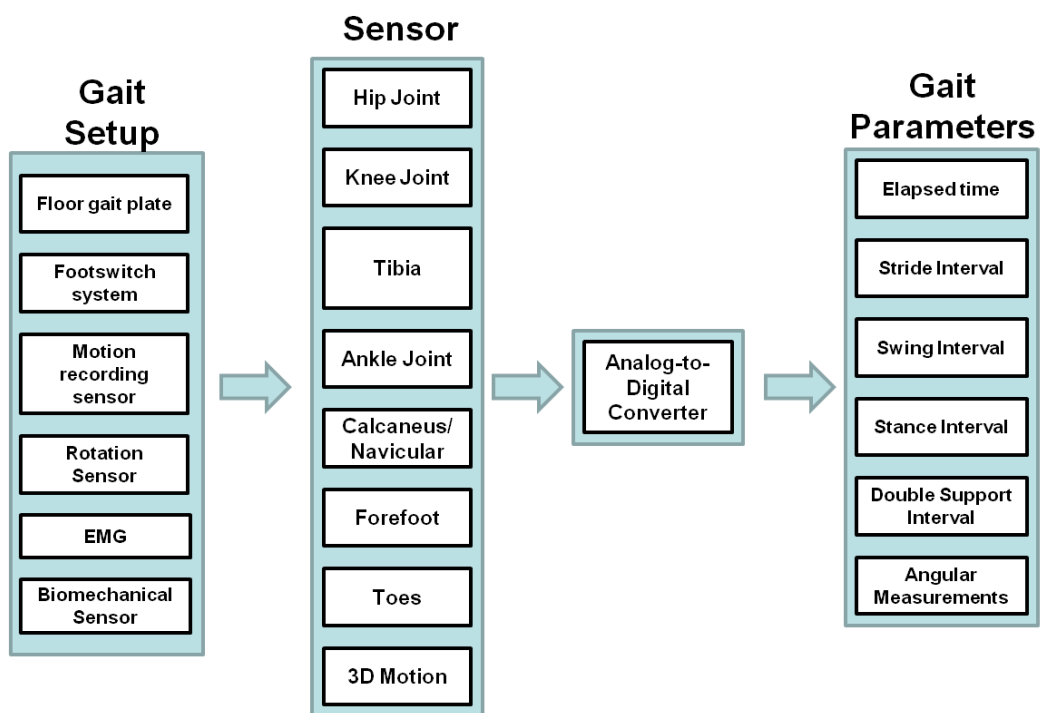 Gait
Setup
Floor gait plate
Footswitch
system
Motion
recording
sensor
Rotation
Sensor
EMG
Biomechanical
Sensor
Sensor
Hip Joint
Knee Joint
Tibia
Ankle Joint
Calcaneus/
Navicular
Forefoot
Toes
3D Motion
Analog-to-
Digital
Converter
Gait
Parameters
Elapsed time
Stride Interval
Swing Interval
Stance Interval
Double Support
Interval
Angular
Measurements